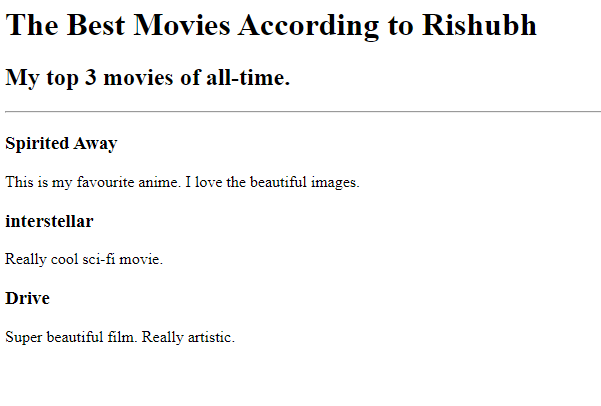 The Best Movies According to Rishubh
My top 3 movies of all-time.
Spirited Away
This is my favourite anime. I love the beautiful images.
interstellar
Really cool sci-fi movie.
Drive
Super beautiful film. Really artistic.